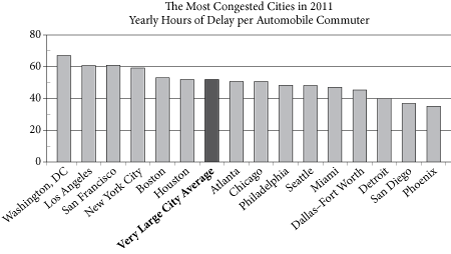 The Most Congested Cities in 2011
Yearly Hours of Delay per Automobile Commuter
80
60
40
20
0
Washington, DC
Los Angeles
San Francisco
New York City
Boston
Houston
Very Large City Average
Atlanta
Chicago
Philadelphia
Seattle
Miami
Dallas–Fort Worth
Detroit
San Diego
Phoenix